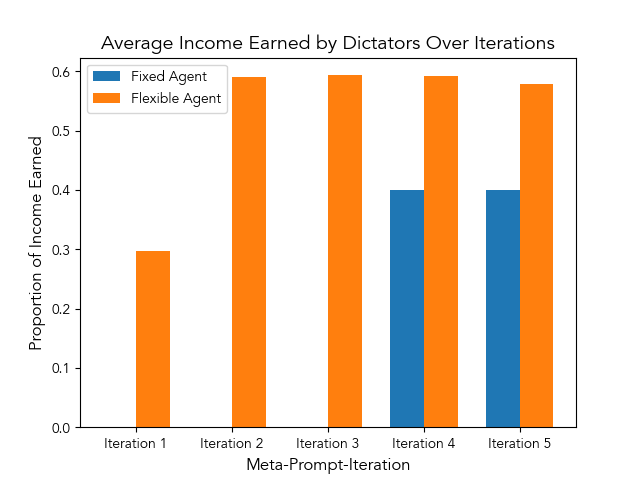 Average Income Earned by Dictators Over Iterations
Fixed Agent
Flexible Agent
Proportion of Income Earned
0.6
0.5
0.4
0.3
0.2
0.1
0.0
Iteration 1
Iteration 2
Iteration 3
Iteration 4
Iteration 5
Meta-Prompt-Iteration